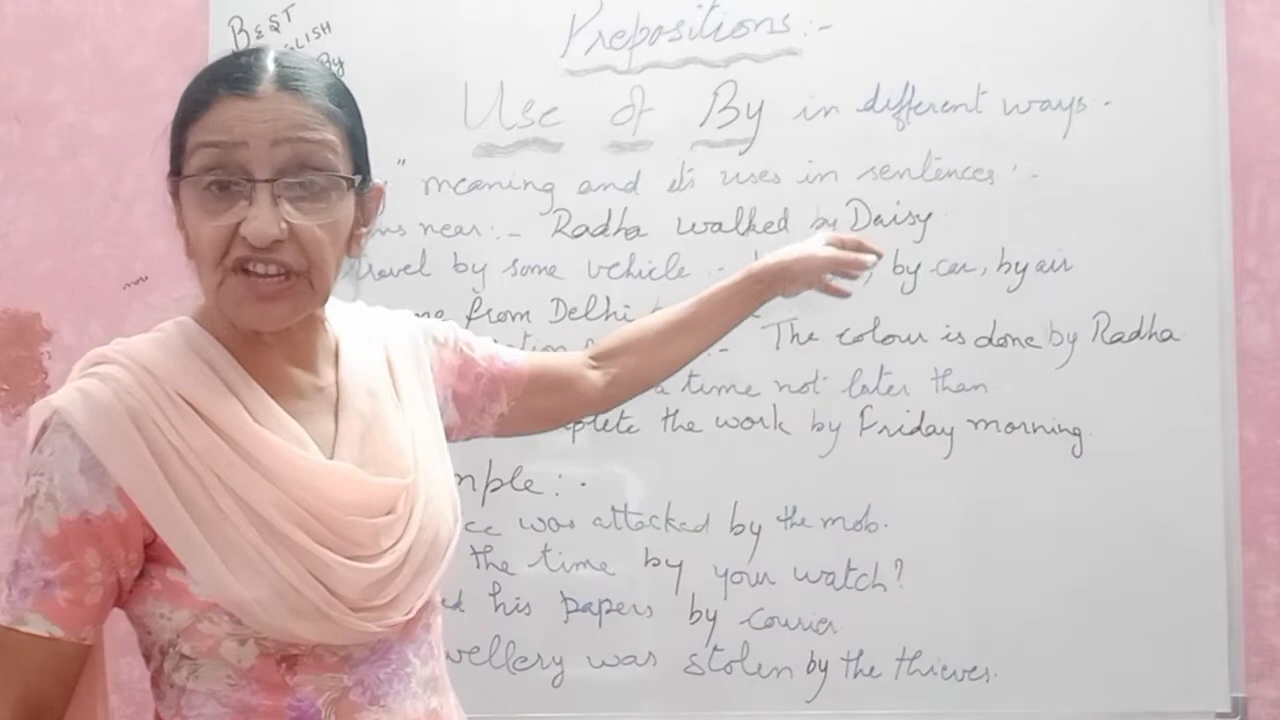 BEST
By
Prepositions:-
Use of By in different ways.
" meaning and its uses in sentences:-
near:- Radha walked by Daisy
travel by some vehicle - by car, by air
from Delhi
The colour is done by Radha
a time not later than
the work by Friday morning.
was attacked by the mob.
the time by your watch?
his papers by courier.
was stolen by the thieves.